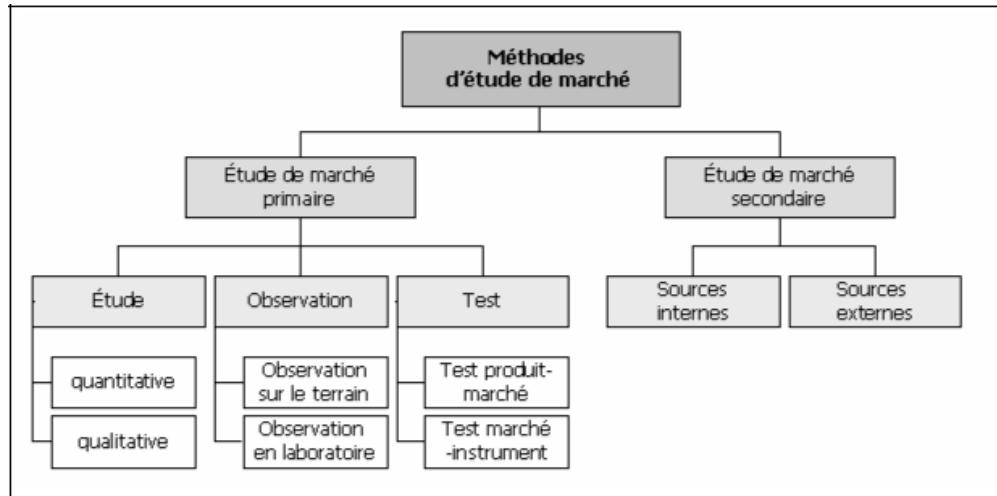 Méthodes
d'étude de marché
Étude de marché
primaire
Étude de marché
secondaire
Étude
Observation
Test
Sources
internes
Sources
externes
quantitative
Observation
sur le terrain
Test produit-
marché
qualitative
Observation
en laboratoire
Test marché
-instrument